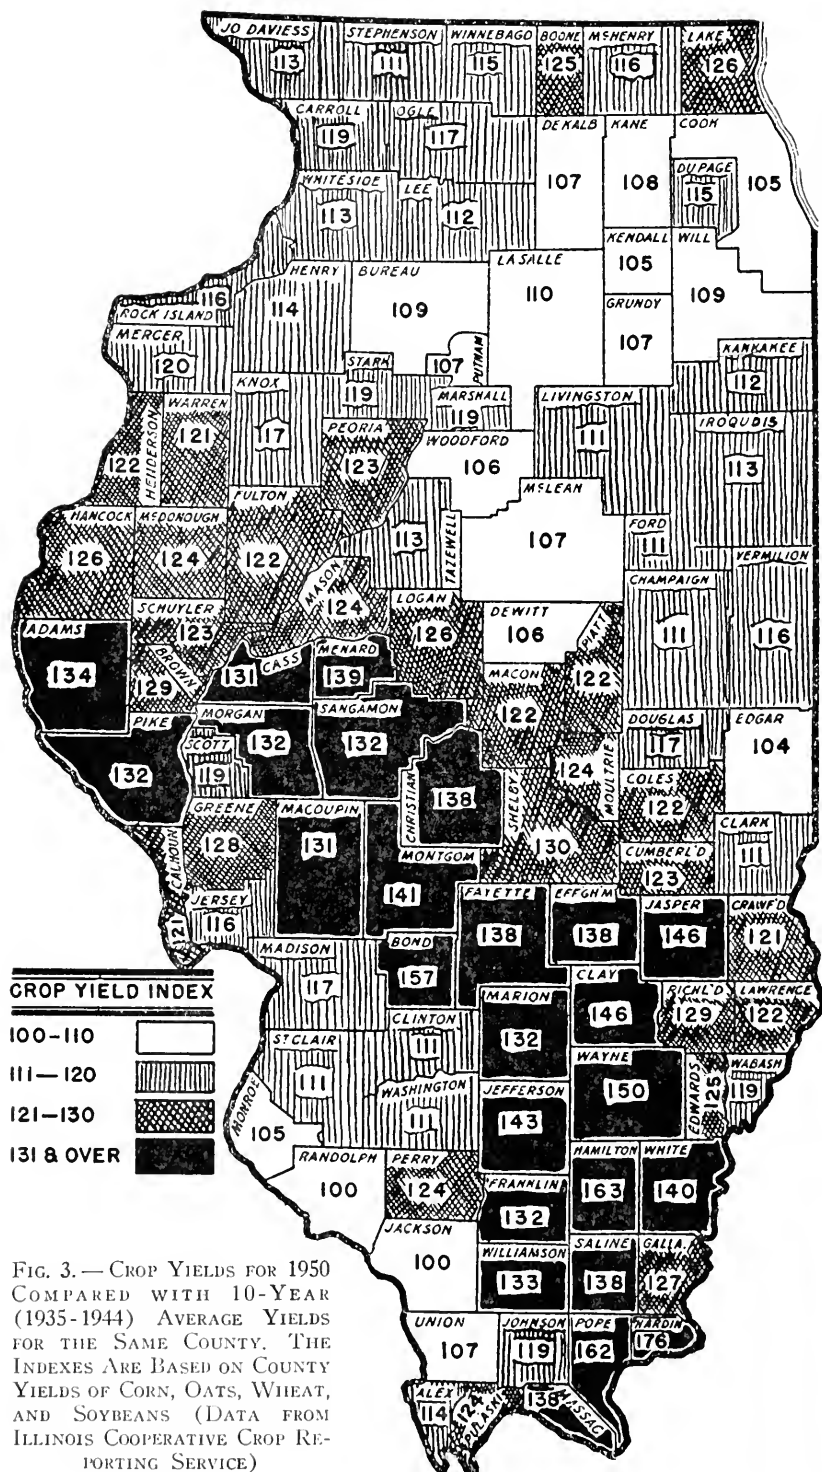 JO DAVIESS
113
STEPHENSON
111
WINNEBAGO
115
BOONE
125
McHENRY
116
LAKE
126
CARROLL
119
OGLE
117
DEKALB
107
KANE
108
COOK
105
DUPAGE
115
WHITESIDE
113
LEE
112
KENDALL
105
WILL
109
LASALLE
110
GRUNDY
107
ROCK ISLAND
116
HENRY
114
BUREAU
109
PUTNAM
107
MERCER
120
STARK
119
MARSHALL
119
KANKAKEE
112
KNOX
117
WARREN
121
HENDERSON
122
PEORIA
123
WOODFORD
106
LIVINGSTON
111
IROQUOIS
113
HANCOCK
126
McDONOUGH
124
FULTON
122
TAZEWELL
113
McLEAN
107
FORD
111
VERMILION
116
CHAMPAIGN
111
SCHUYLER
123
MASON
124
LOGAN
126
DEWITT
106
PIATT
122
ADAMS
134
BROWN
129
CASS
131
MENARD
139
MACON
122
PIKE
132
MORGAN
132
SCOTT
119
SANGAMON
132
CHRISTIAN
138
SHELBY
130
MOULTRIE
124
DOUGLAS
117
EDGAR
104
COLES
122
GREENE
128
MACOUPIN
131
MONTGOM
141
CUMBERL'D
123
CLARK
111
CALHOUN
121
JERSEY
116
FAYETTE
138
EFFGH'M
138
JASPER
146
CRAWF'D
121
MADISON
117
BOND
157
CLAY
146
RICHL'D
129
LAWRENCE
122
MARION
132
CLINTON
111
ST CLAIR
111
WAYNE
150
EDWARDS
125
WABASH
119
MONROE
105
WASHINGTON
111
JEFFERSON
143
RANDOLPH
100
PERRY
124
HAMILTON
163
WHITE
140
FRANKLIN
132
JACKSON
100
WILLIAMSON
133
SALINE
138
GALLA.
127
UNION
107
JOHNSON
119
POPE
162
HARDIN
176
ALEX
114
PULASKI
124
MASSAC
138
CROP YIELD INDEX
100-110
111—120
121—130
131 & OVER
FIG. 3.—CROP YIELDS FOR 1950
COMPARED WITH 10-YEAR
(1935-1944) AVERAGE YIELDS
FOR THE SAME COUNTY. THE
INDEXES ARE BASED ON COUNTY
YIELDS OF CORN, OATS, WHEAT,
AND SOYBEANS (DATA FROM
ILLINOIS COOPERATIVE CROP RE-
PORTING SERVICE)